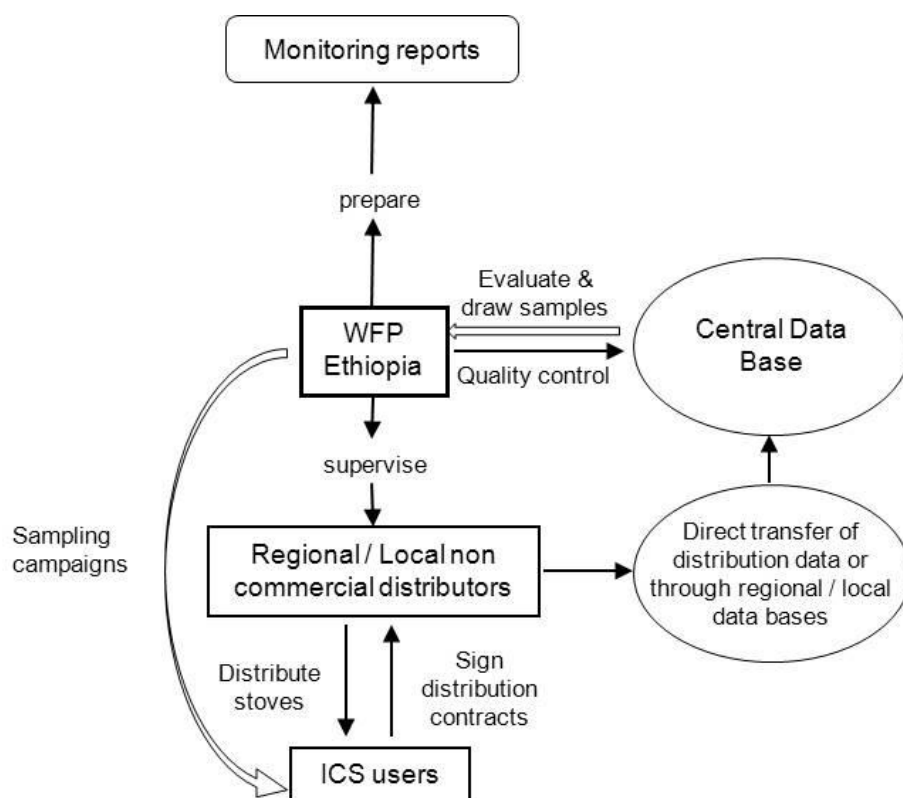 Monitoring reports
prepare
Evaluate &
draw samples
WFP
Ethiopia
Central Data
Base
Quality control
supervise
Sampling
campaigns
Regional / Local non
commercial distributors
Direct transfer of
distribution data or
through regional / local
data bases
Distribute
stoves
Sign
distribution
contracts
ICS users